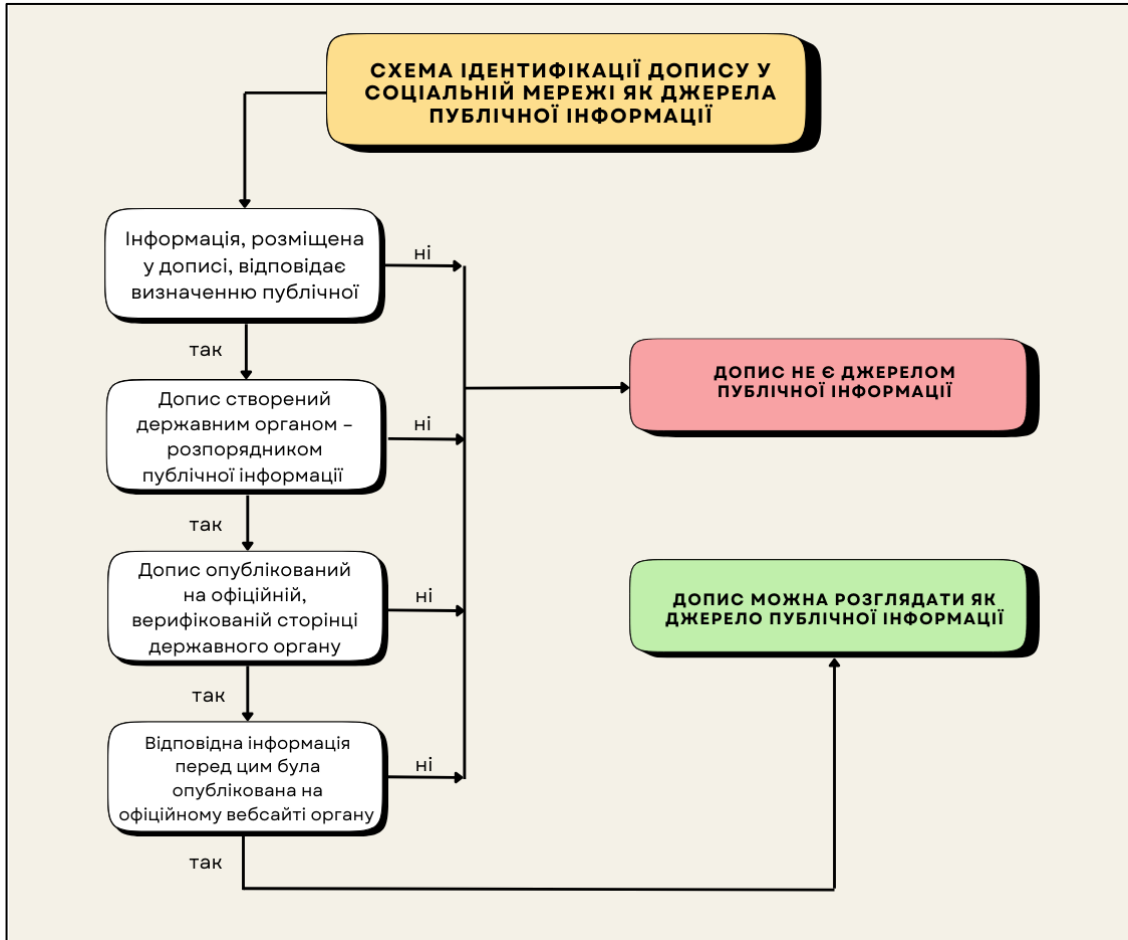 СХЕМА ІДЕНТИФІКАЦІЇ ДОПИСУ У
СОЦІАЛЬНІЙ МЕРЕЖІ ЯК ДЖЕРЕЛА
ПУБЛІЧНОЇ ІНФОРМАЦІЇ
Інформація, розміщена
у дописі, відповідає
визначенню публічної
ні
так
Допис створений
державним органом –
розпорядником
публічної інформації
ні
так
Допис опублікований
на офіційній,
верифікованій сторінці
державного органу
ні
так
Відповідна інформація
перед цим була
опублікована на
офіційному вебсайті органу
ні
так
ДОПИС НЕ Є ДЖЕРЕЛОМ
ПУБЛІЧНОЇ ІНФОРМАЦІЇ
ДОПИС МОЖНА РОЗГЛЯДАТИ ЯК
ДЖЕРЕЛО ПУБЛІЧНОЇ ІНФОРМАЦІЇ